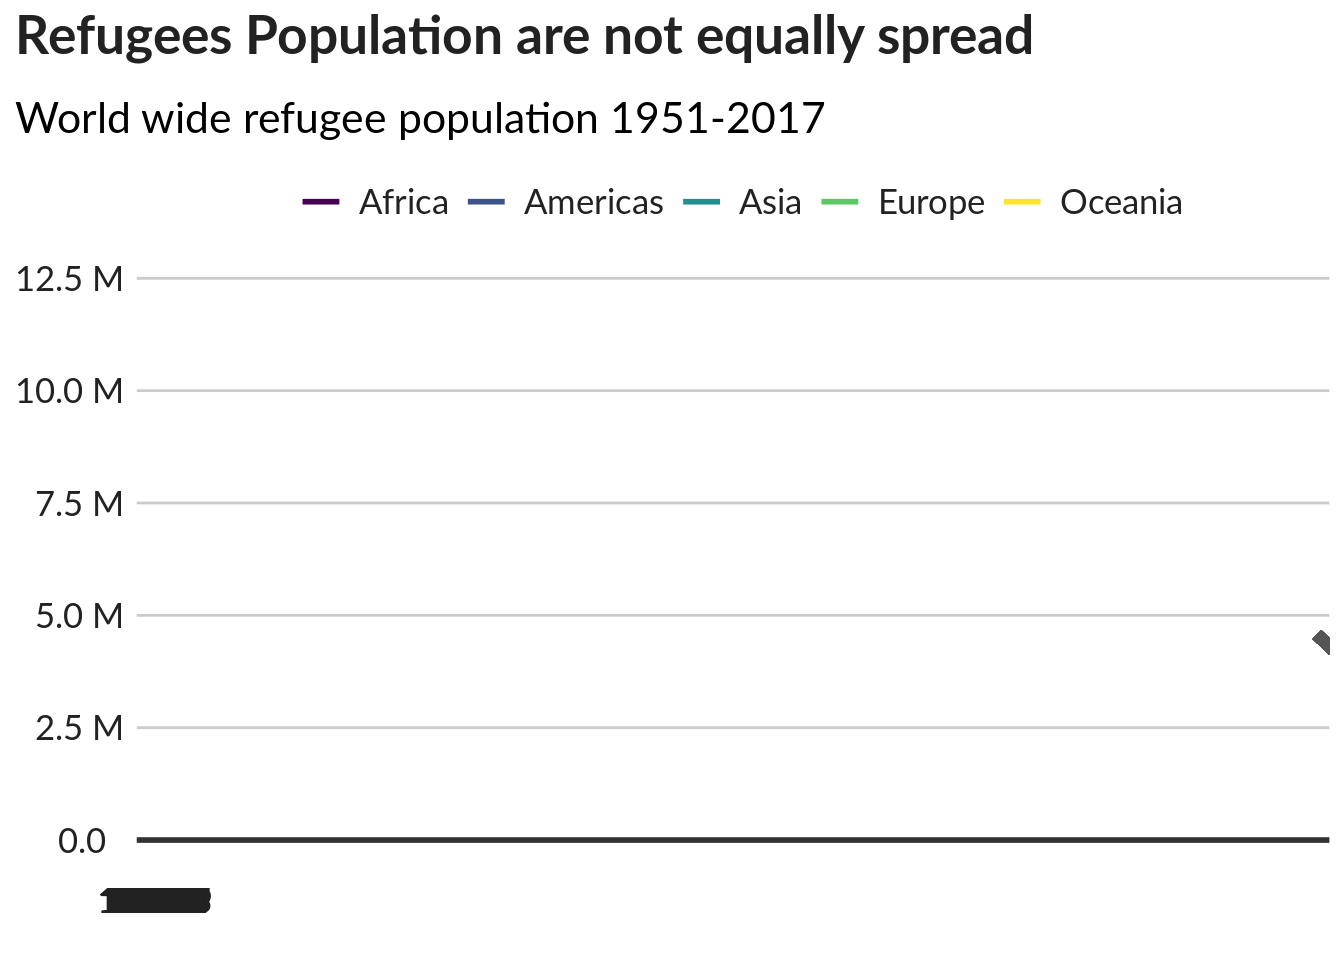 Refugees Population are not equally spread
World wide refugee population 1951-2017
Africa Americas Asia Europe Oceania
12.5 M
10.0 M
7.5 M
5.0 M
2.5 M
0.0